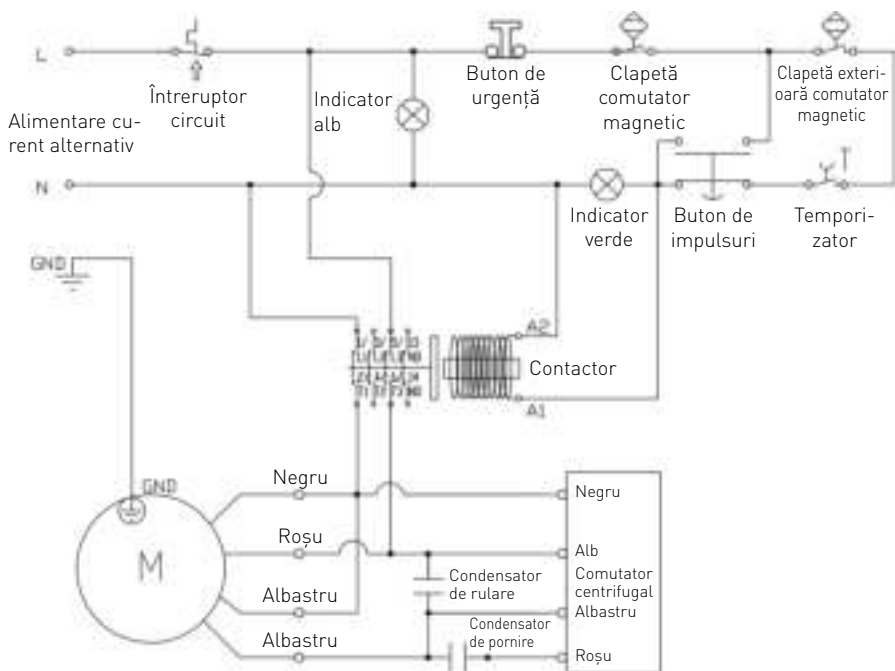 L
Întreruptor
circuit
Indicator
alb
Buton de
urgență
Clapetă
comutator
magnetic
Clapetă exteri-
oară comutator
magnetic
Alimentare cu-
rent alternativ
N
Indicator
verde
Buton de
impulsuri
Tempori-
zator
GND
A2
Contactor
A1
GND
M
Negru
Roșu
Albastru
Albastru
Condensator
de rulare
Condensator
de pornire
Negru
Alb
Comutator
centrifugal
Albastru
Roșu